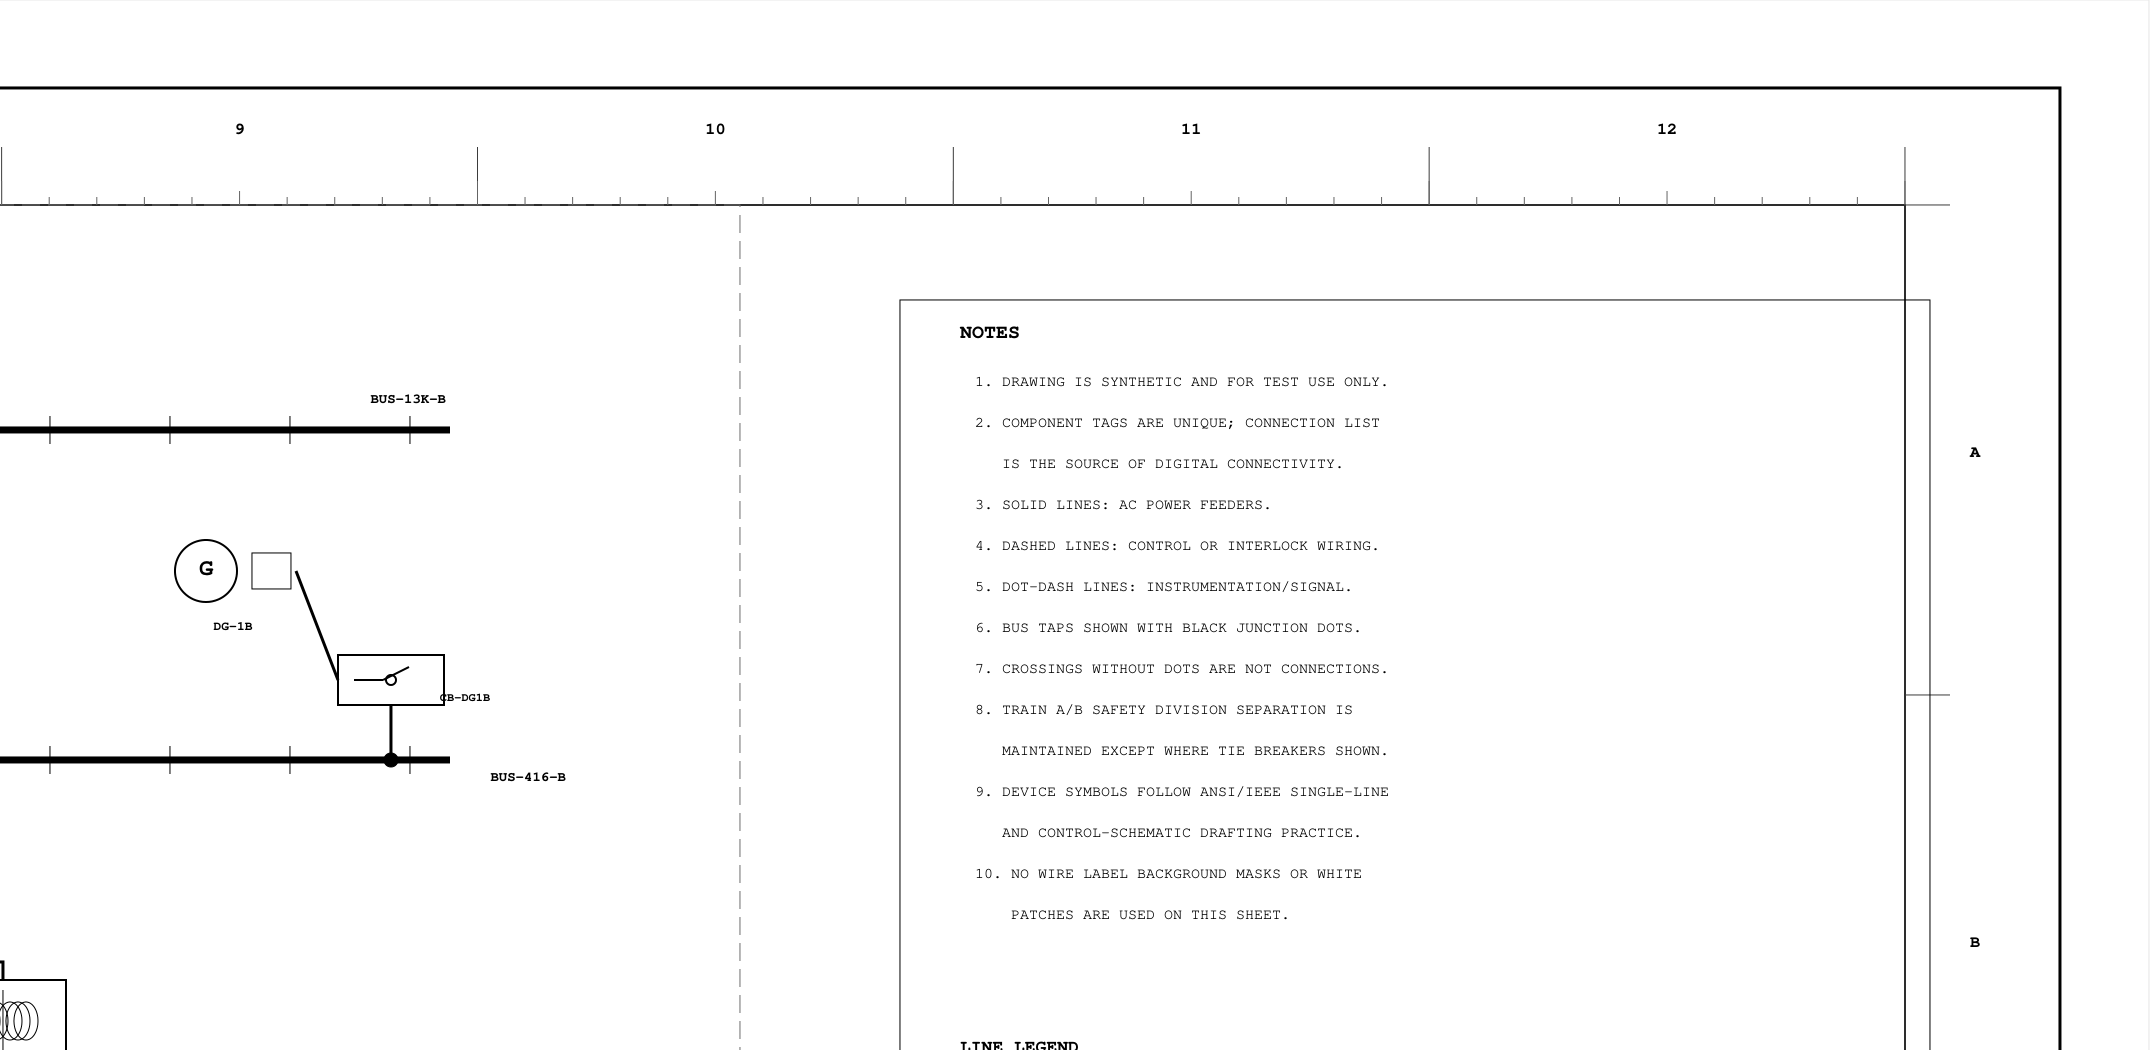 9 10 11 12
NOTES
1. DRAWING IS SYNTHETIC AND FOR TEST USE ONLY.
2. COMPONENT TAGS ARE UNIQUE; CONNECTION LIST
IS THE SOURCE OF DIGITAL CONNECTIVITY.
3. SOLID LINES: AC POWER FEEDERS.
4. DASHED LINES: CONTROL OR INTERLOCK WIRING.
5. DOT-DASH LINES: INSTRUMENTATION/SIGNAL.
6. BUS TAPS SHOWN WITH BLACK JUNCTION DOTS.
7. CROSSINGS WITHOUT DOTS ARE NOT CONNECTIONS.
8. TRAIN A/B SAFETY DIVISION SEPARATION IS
MAINTAINED EXCEPT WHERE TIE BREAKERS SHOWN.
9. DEVICE SYMBOLS FOLLOW ANSI/IEEE SINGLE-LINE
AND CONTROL-SCHEMATIC DRAFTING PRACTICE.
10. NO WIRE LABEL BACKGROUND MASKS OR WHITE
PATCHES ARE USED ON THIS SHEET.
LINE LEGEND
BUS-13K-B
G
DG-1B
CB-DG1B
BUS-416-B
A
B